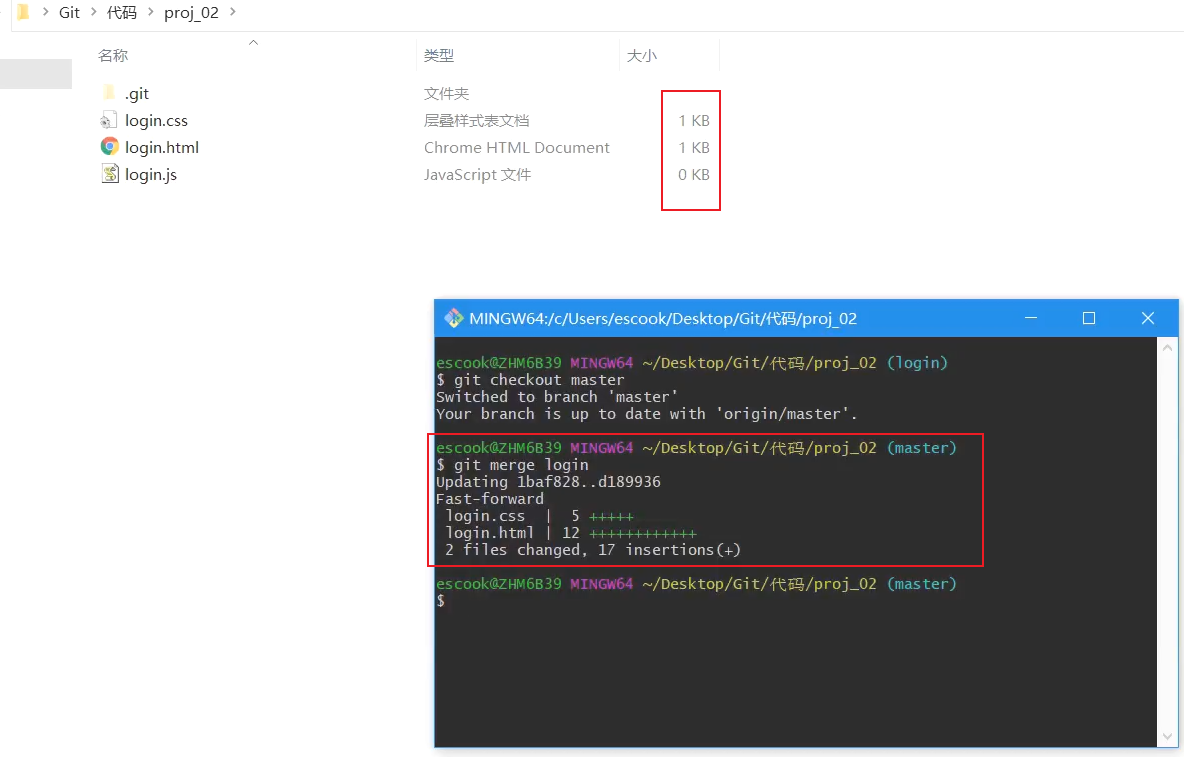 Git 代码 proj_02
名称 类型 大小
.git 文件夹
login.css 层叠样式表文档 1 KB
login.html Chrome HTML Document 1 KB
login.js JavaScript 文件 0 KB
MINGW64:/c/Users/escook/Desktop/Git/代码/proj_02
escook@ZHM6B39 MINGW64 ~/Desktop/Git/代码/proj_02 (login)
$ git checkout master
Switched to branch 'master'
Your branch is up to date with 'origin/master'.
escook@ZHM6B39 MINGW64 ~/Desktop/Git/代码/proj_02 (master)
$ git merge login
Updating 1baf828..d189936
Fast-forward
login.css | 5 +++++
login.html | 12 ++++++++++++
2 files changed, 17 insertions(+)
escook@ZHM6B39 MINGW64 ~/Desktop/Git/代码/proj_02 (master)
$